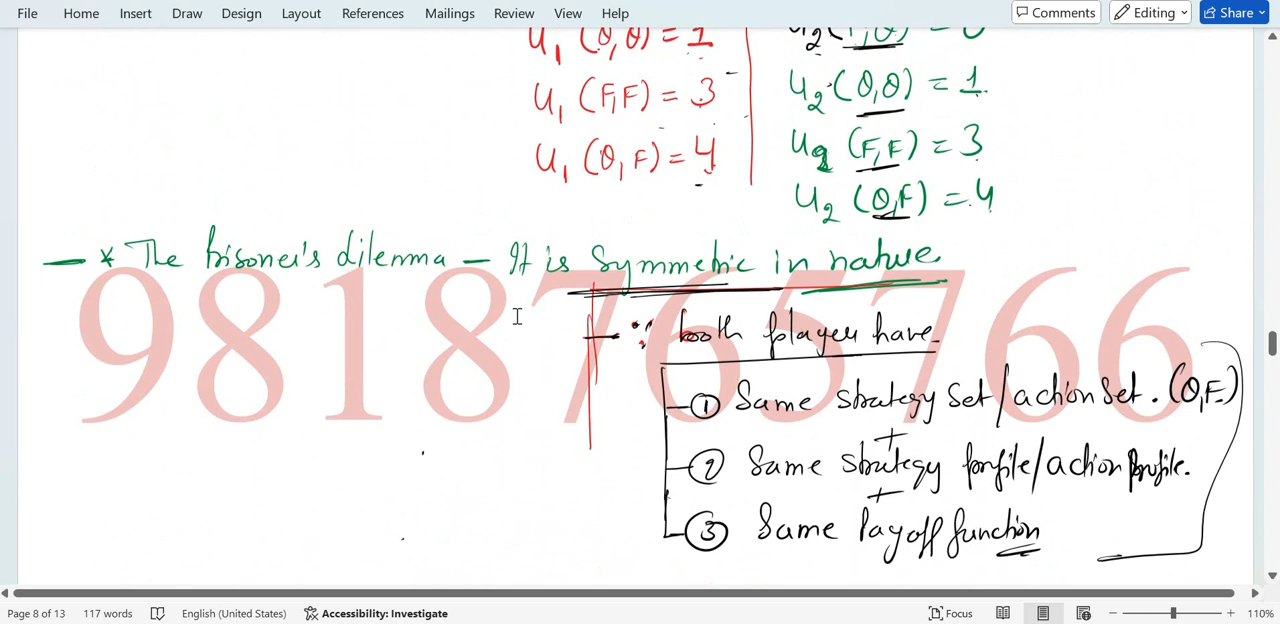 File Home Insert Draw Design Layout References Mailings Review View Help Comments Editing Share
U₁ (Q,Q) = 1
U₁ (F,F) = 3
U₁ (Q,F) = 4
U₂ (Q,Q) = 1
U₂ (F,F) = 3
U₂ (Q,F) = 4
* The Prisoner's dilemma – It is Symmetric in nature
9818765766
∵ both player have
① Same strategy set/action set. (Q,F)
+
② Same strategy /action profile.
+
③ Same Payoff function
Page 8 of 13 117 words English (United States) Accessibility: Investigate Focus 110%